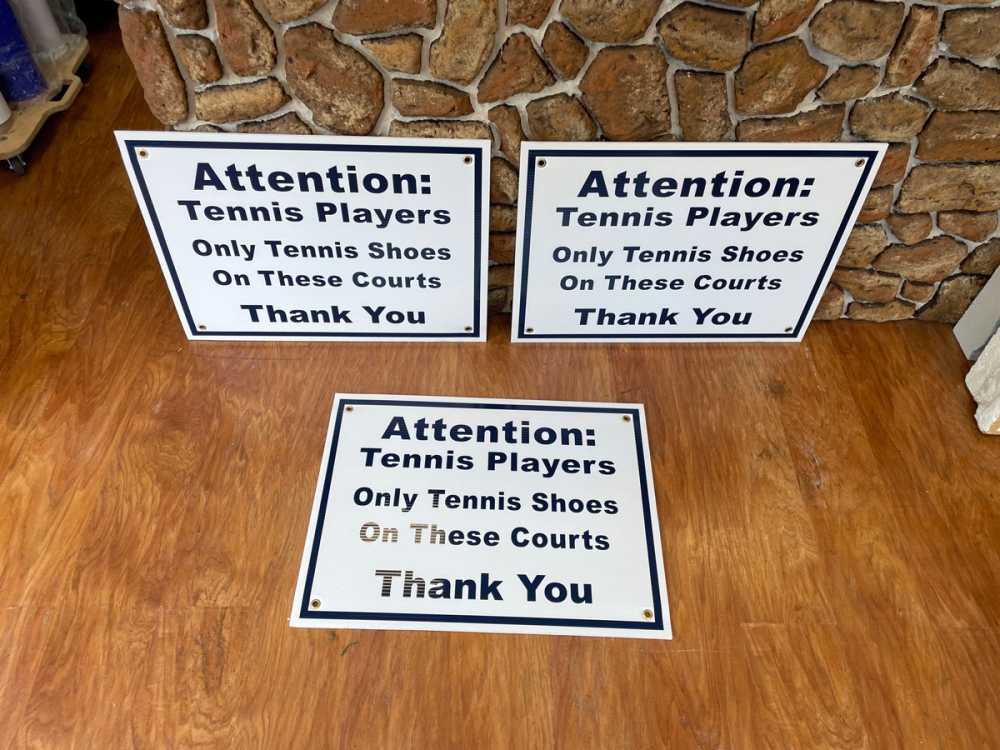 Attention:
Tennis Players
Only Tennis Shoes
On These Courts
Thank You
Attention:
Tennis Players
Only Tennis Shoes
On These Courts
Thank You
Attention:
Tennis Players
Only Tennis Shoes
On These Courts
Thank You